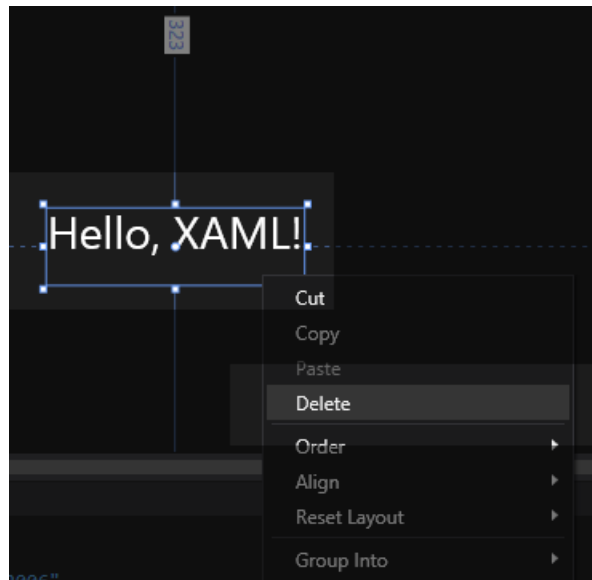 323
Hello, XAML!
Cut
Copy
Paste
Delete
Order
Align
Reset Layout
Group Into